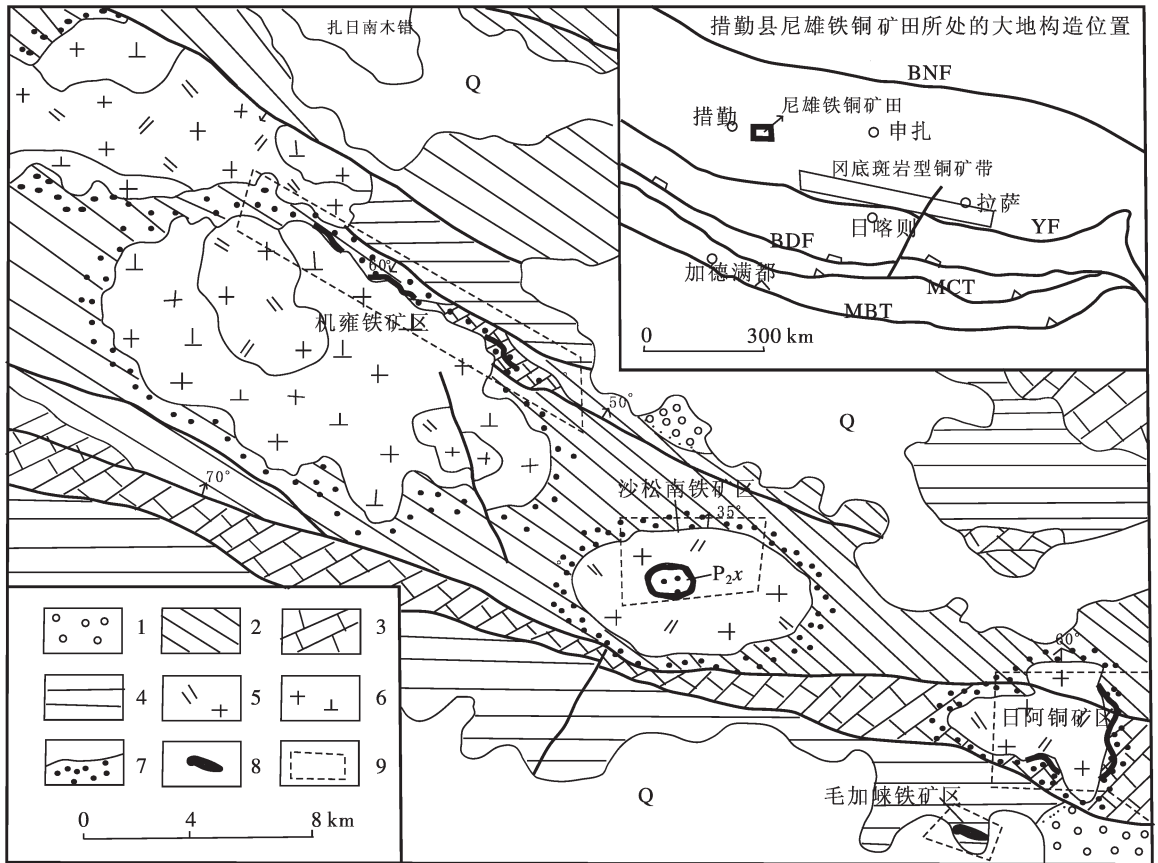 扎日南木错
Q
措勤县尼雄铁铜矿田所处的大地构造位置
BNF
措勤
尼雄铁铜矿田
申扎
冈底斑岩型铜矿带
拉萨
日喀则
YF
BDF
加德满都
MCT
MBT
0
300 km
60°
机雍铁矿区
50°
Q
70°
沙松南铁矿区
35°
P₂x
60°
日阿铜矿区
毛加崃铁矿区
Q
1
2
3
4
5
6
7
8
9
0
4
8 km